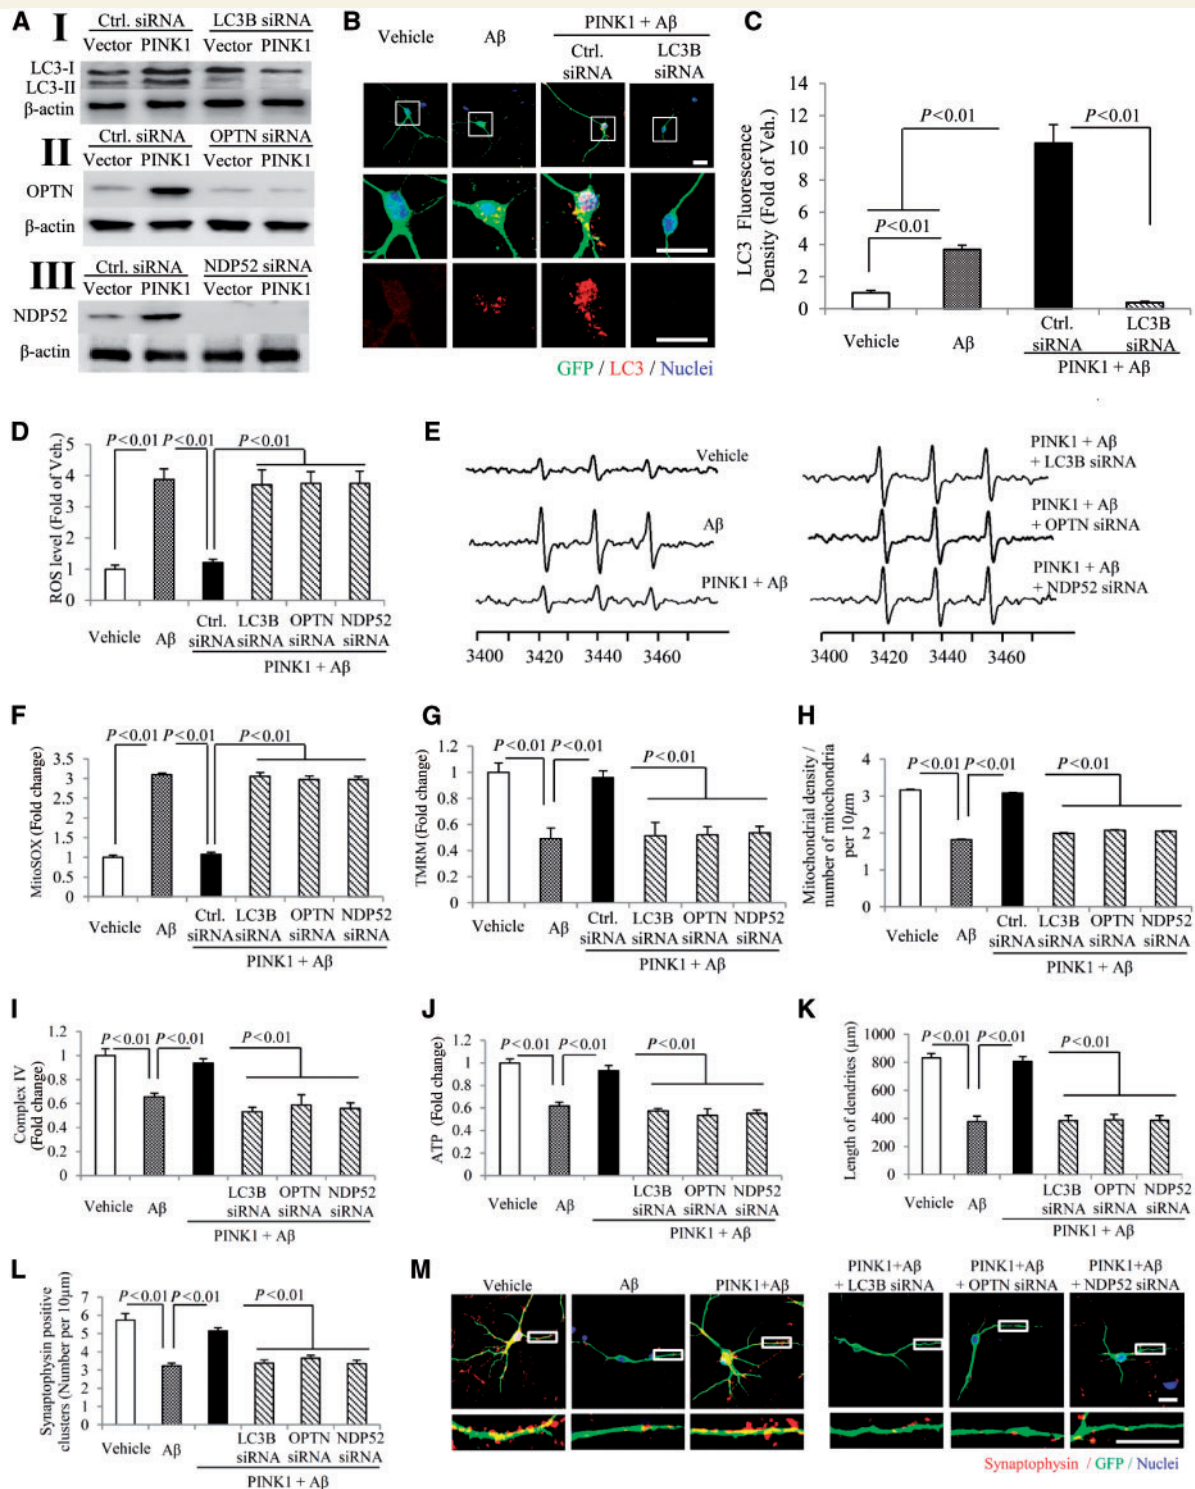 A
I
Ctrl. siRNA LC3B siRNA
Vector PINK1 Vector PINK1
LC3-I
LC3-II
β-actin
II
Ctrl. siRNA OPTN siRNA
Vector PINK1 Vector PINK1
OPTN
β-actin
III
Ctrl. siRNA NDP52 siRNA
Vector PINK1 Vector PINK1
NDP52
β-actin
B
PINK1 + Aβ
Vehicle Aβ Ctrl. siRNA LC3B siRNA
GFP / LC3 / Nuclei
C
LC3 Fluorescence Density (Fold of Veh.)
14
12
10
8
6
4
2
0
P<0.01 P<0.01
P<0.01
Vehicle Aβ Ctrl. siRNA LC3B siRNA
PINK1 + Aβ
D
ROS level (Fold of Veh.)
5
4
3
2
1
0
P<0.01 P<0.01 P<0.01
Vehicle Aβ Ctrl. siRNA LC3B siRNA OPTN siRNA NDP52 siRNA
PINK1 + Aβ
E
Vehicle
Aβ
PINK1 + Aβ
3400 3420 3440 3460
PINK1 + Aβ
+ LC3B siRNA
PINK1 + Aβ
+ OPTN siRNA
PINK1 + Aβ
+ NDP52 siRNA
3400 3420 3440 3460
F
MitoSOX (Fold change)
3.5
3
2.5
2
1.5
1
0.5
0
P<0.01 P<0.01 P<0.01
Vehicle Aβ Ctrl. siRNA LC3B siRNA OPTN siRNA NDP52 siRNA
PINK1 + Aβ
G
TMRM (Fold change)
1.2
1
0.8
0.6
0.4
0.2
0
P<0.01 P<0.01
P<0.01
Vehicle Aβ Ctrl. siRNA LC3B siRNA OPTN siRNA NDP52 siRNA
PINK1 + Aβ
H
Mitochondrial density / number of mitochondria per 10µm
4
3
2
1
0
P<0.01 P<0.01 P<0.01
Vehicle Aβ Ctrl. siRNA LC3B siRNA OPTN siRNA NDP52 siRNA
PINK1 + Aβ
I
Complex IV (Fold change)
1.2
1
0.8
0.6
0.4
0.2
0
P<0.01 P<0.01 P<0.01
Vehicle Aβ LC3B siRNA OPTN siRNA NDP52 siRNA
PINK1 + Aβ
J
ATP (Fold change)
1.2
1
0.8
0.6
0.4
0.2
0
P<0.01 P<0.01 P<0.01
Vehicle Aβ LC3B siRNA OPTN siRNA NDP52 siRNA
PINK1 + Aβ
K
Length of dendrites (µm)
1000
800
600
400
200
0
P<0.01 P<0.01 P<0.01
Vehicle Aβ LC3B siRNA OPTN siRNA NDP52 siRNA
PINK1 + Aβ
L
Synaptophysin positive clusters (Number per 10µm)
7
6
5
4
3
2
1
0
P<0.01 P<0.01 P<0.01
Vehicle Aβ LC3B siRNA OPTN siRNA NDP52 siRNA
PINK1 + Aβ
M
Vehicle Aβ PINK1+Aβ
PINK1+Aβ
+ LC3B siRNA
PINK1+Aβ
+ OPTN siRNA
PINK1+Aβ
+ NDP52 siRNA
Synaptophysin / GFP / Nuclei